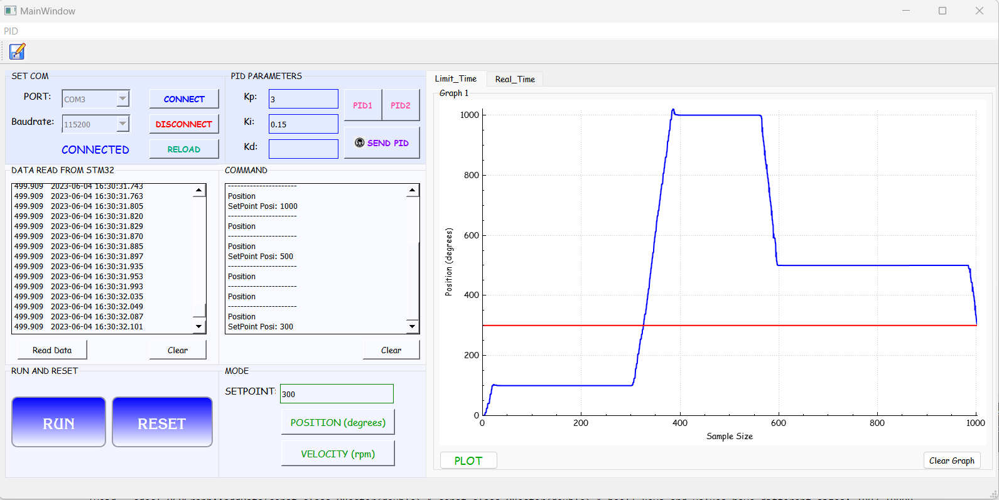 MainWindow
PID
SET COM
PORT:
COM3
CONNECT
Baudrate:
115200
DISCONNECT
CONNECTED
RELOAD
PID PARAMETERS
Kp:
3
Ki:
0.15
Kd:
PID1
PID2
SEND PID
DATA READ FROM STM32
499.909 2023-06-04 16:30:31.743
499.909 2023-06-04 16:30:31.763
499.909 2023-06-04 16:30:31.805
499.909 2023-06-04 16:30:31.820
499.909 2023-06-04 16:30:31.829
499.909 2023-06-04 16:30:31.870
499.909 2023-06-04 16:30:31.885
499.909 2023-06-04 16:30:31.897
499.909 2023-06-04 16:30:31.935
499.909 2023-06-04 16:30:31.953
499.909 2023-06-04 16:30:31.993
499.909 2023-06-04 16:30:32.035
499.909 2023-06-04 16:30:32.049
499.909 2023-06-04 16:30:32.087
499.909 2023-06-04 16:30:32.101
Read Data
Clear
COMMAND
----------------------
Position
SetPoint Posi: 1000
----------------------
Position
----------------------
Position
SetPoint Posi: 500
----------------------
Position
----------------------
Position
----------------------
Position
SetPoint Posi: 300
Clear
RUN AND RESET
RUN
RESET
MODE
SETPOINT:
300
POSITION (degrees)
VELOCITY (rpm)
Limit_Time
Real_Time
Graph 1
1000
800
600
400
200
0
Position (degrees)
0 200 400 600 800 1000
Sample Size
PLOT
Clear Graph